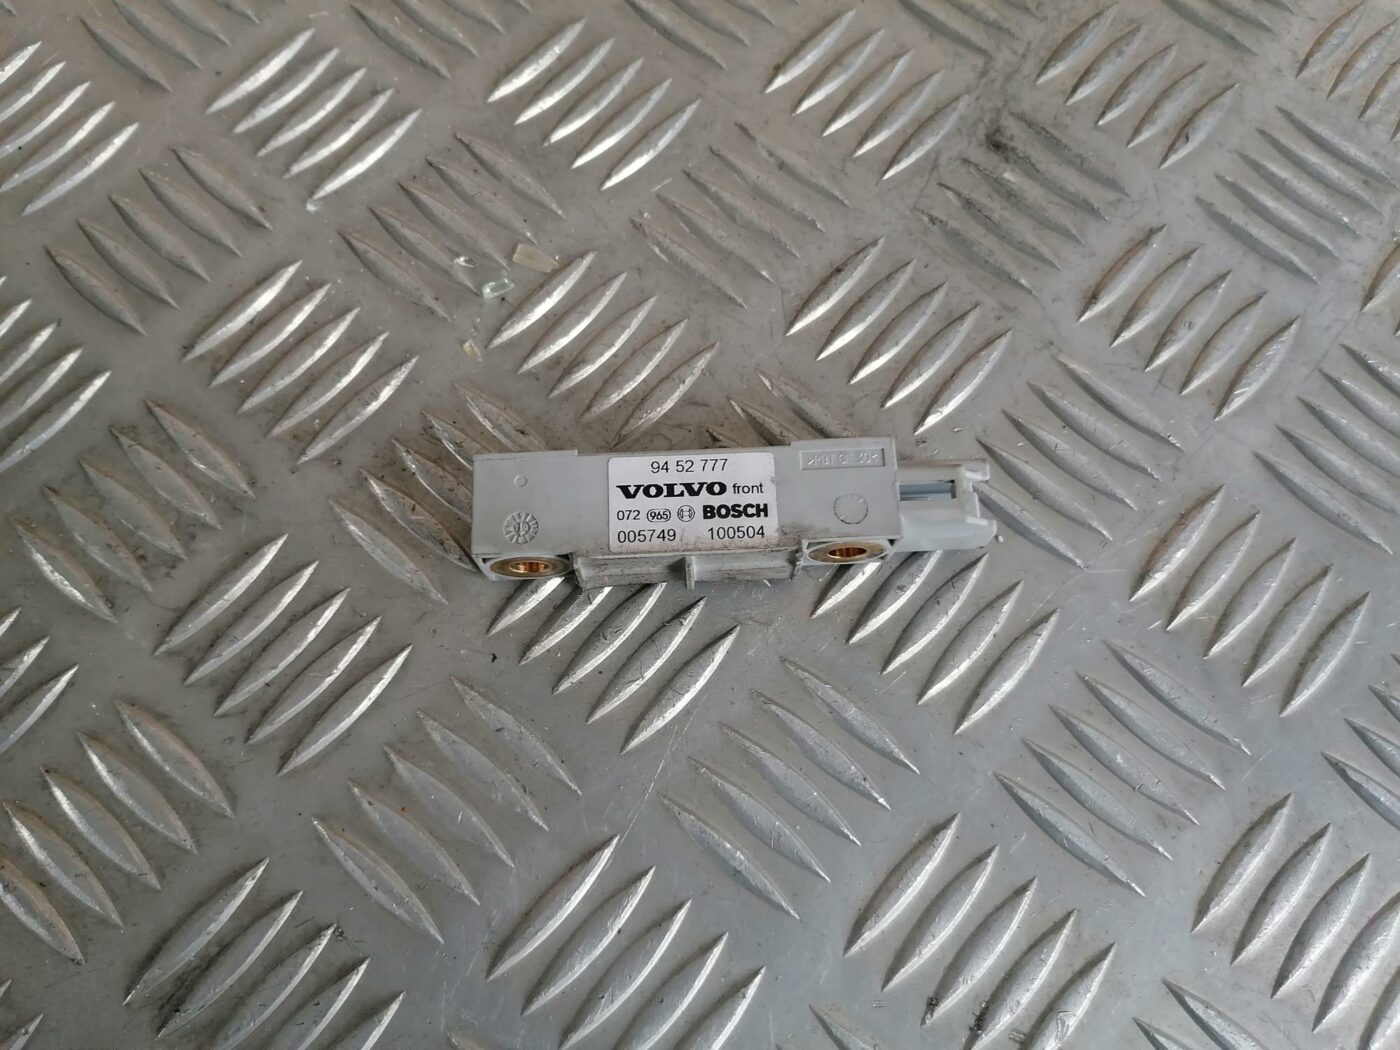 94 52 777
VOLVO front
072 965 BOSCH
005749 100504